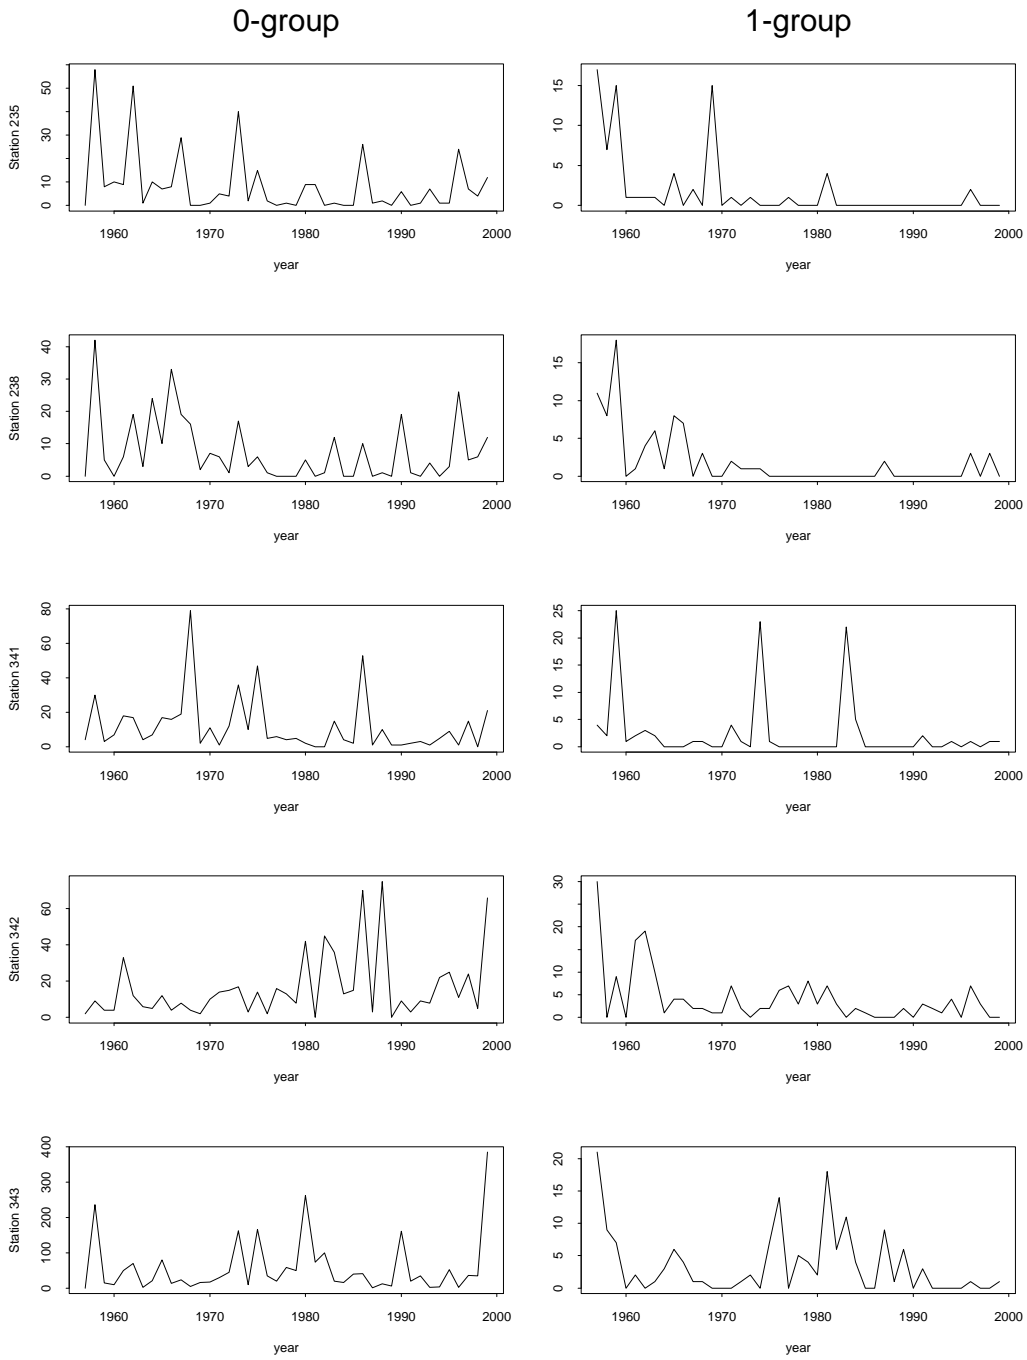 0-group 1-group
Station 235
0 10 30 50
0 5 10 15
1960 1970 1980 1990 2000
1960 1970 1980 1990 2000
year year
Station 238
0 10 20 30 40
0 5 10 15
1960 1970 1980 1990 2000
1960 1970 1980 1990 2000
year year
Station 341
0 20 40 60 80
0 5 10 15 20 25
1960 1970 1980 1990 2000
1960 1970 1980 1990 2000
year year
Station 342
0 20 40 60
0 5 10 20 30
1960 1970 1980 1990 2000
1960 1970 1980 1990 2000
year year
Station 343
0 100 200 300 400
0 5 10 15 20
1960 1970 1980 1990 2000
1960 1970 1980 1990 2000
year year